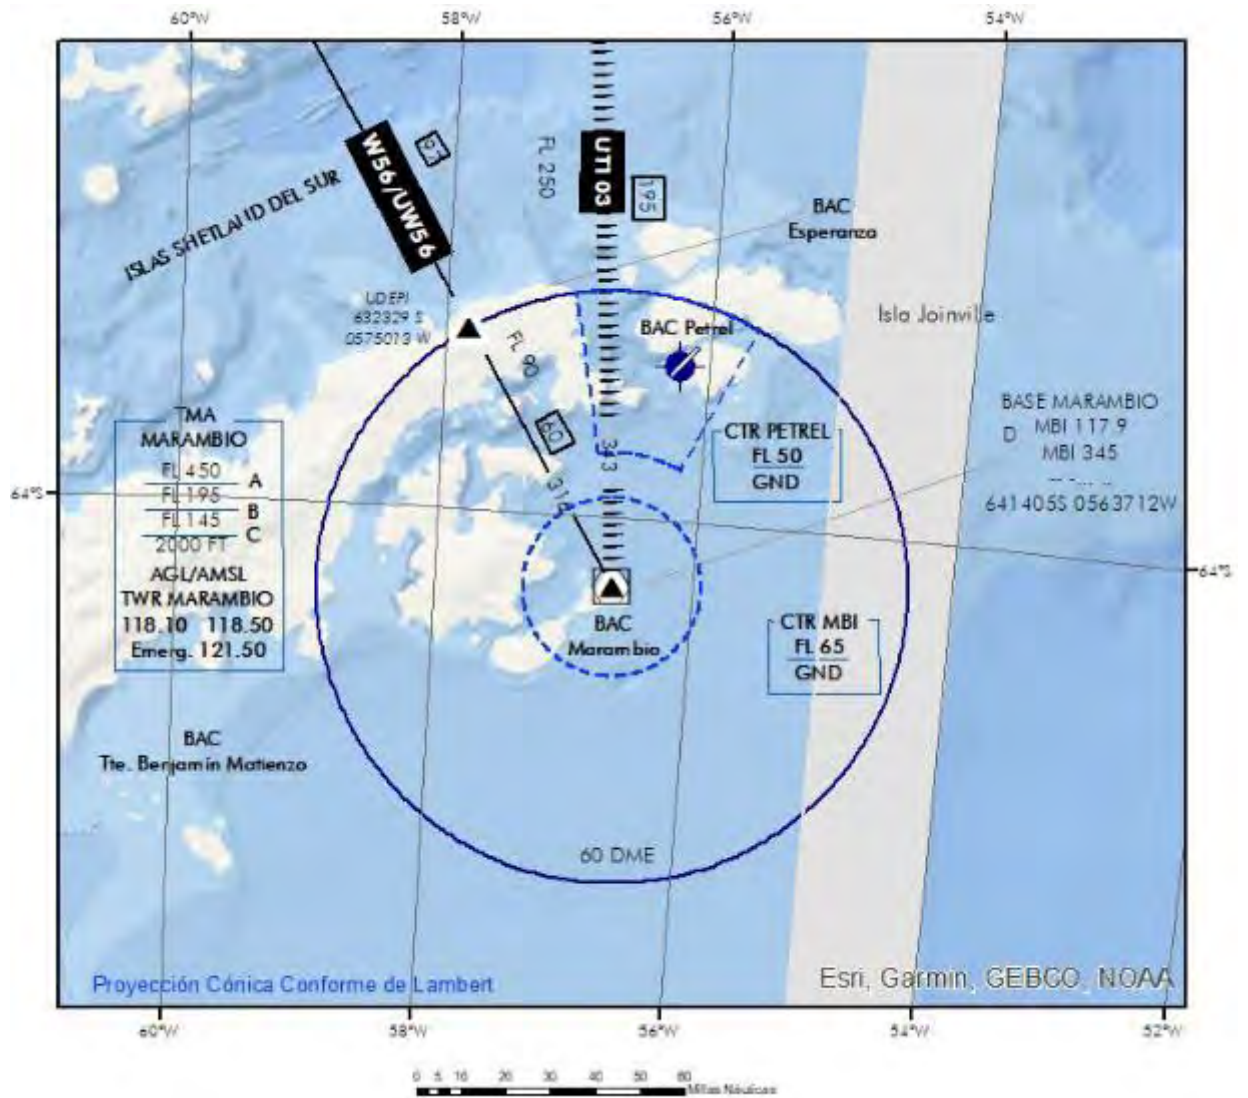 60°W 58°W 56°W 54°W
W56/UW56
97
FL 250
UT1 03
195
ISLAS SHETLAND DEL SUR
BAC
Esperanza
UDEPI
632329 S
0575013 W
FL 90
BAC Petrel
Isla Joinville
60
314
343
TMA
MARAMBIO
FL 450
A
FL 195
B
FL 145
C
2000 FT
AGL/AMSL
TWR MARAMBIO
118.10 118.50
Emerg. 121.50
CTR PETREL
FL 50
GND
BASE MARAMBIO
D MBI 117.9
MBI 345
-- -... ..
641405S 0563712W
64°S
64°S
BAC
Marambio
CTR MBI
FL 65
GND
BAC
Tte. Benjamín Matienzo
60 DME
Proyección Cónica Conforme de Lambert
Esri, Garmin, GEBCO, NOAA
60°W 58°W 56°W 54°W 52°W
0 5 10 20 30 40 50 60
Millas Náuticas